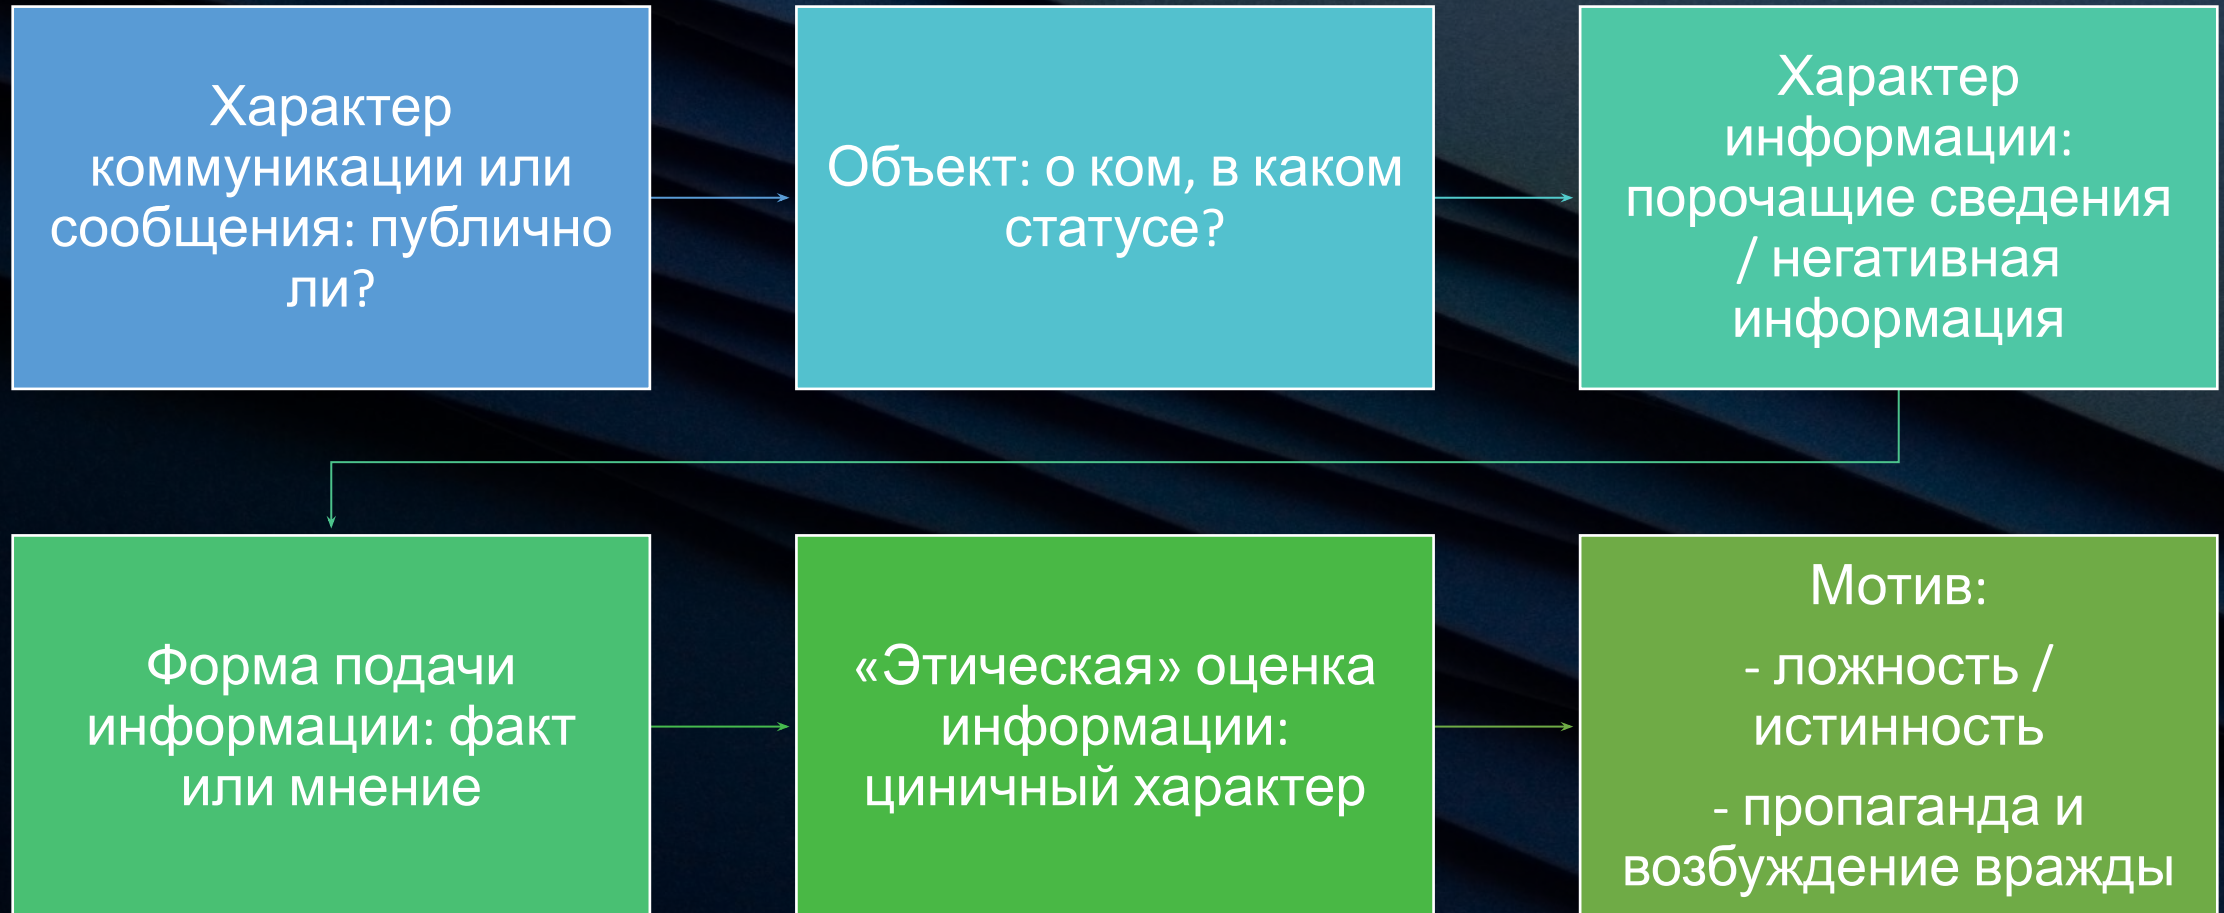 Характер
коммуникации или
сообщения: публично
ли?
Объект: о ком, в каком
статусе?
Характер
информации:
порочащие сведения
/ негативная
информация
Форма подачи
информации: факт
или мнение
«Этическая» оценка
информации:
циничный характер
Мотив:
- ложность /
истинность
- пропаганда и
возбуждение вражды